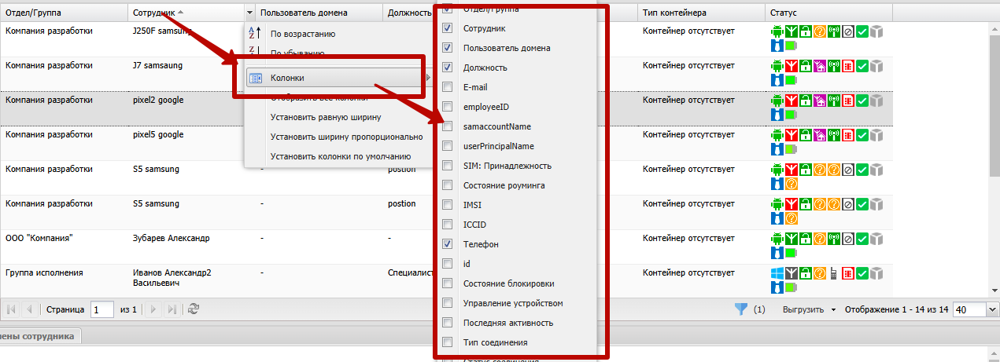 Отдел/Группа Сотрудник Пользователь домена Должность Тип контейнера Статус
Компания разработки J250F samsung Контейнер отсутствует
Компания разработки J7 samsaung Контейнер отсутствует
Компания разработки pixel2 google Контейнер отсутствует
Компания разработки pixel5 google Контейнер отсутствует
Компания разработки S5 samsung - postion Контейнер отсутствует
Компания разработки S5 samsung - postion Контейнер отсутствует
ООО "Компания" Зубарев Александр - - Контейнер отсутствует
Группа исполнения Иванов Александр2 - Специалист Контейнер отсутствует
Васильевич
По возрастанию
По убыванию
Колонки
Отобразить все колонки
Установить равную ширину
Установить ширину пропорционально
Установить колонки по умолчанию
Отдел/Группа
Сотрудник
Пользователь домена
Должность
E-mail
employeeID
samaccountName
userPrincipalName
SIM: Принадлежность
Состояние роуминга
IMSI
ICCID
Телефон
id
Состояние блокировки
Управление устройством
Последняя активность
Тип соединения
Статус соединения
Страница 1 из 1 (1) Выгрузить Отображение 1 - 14 из 14 40
лены сотрудника